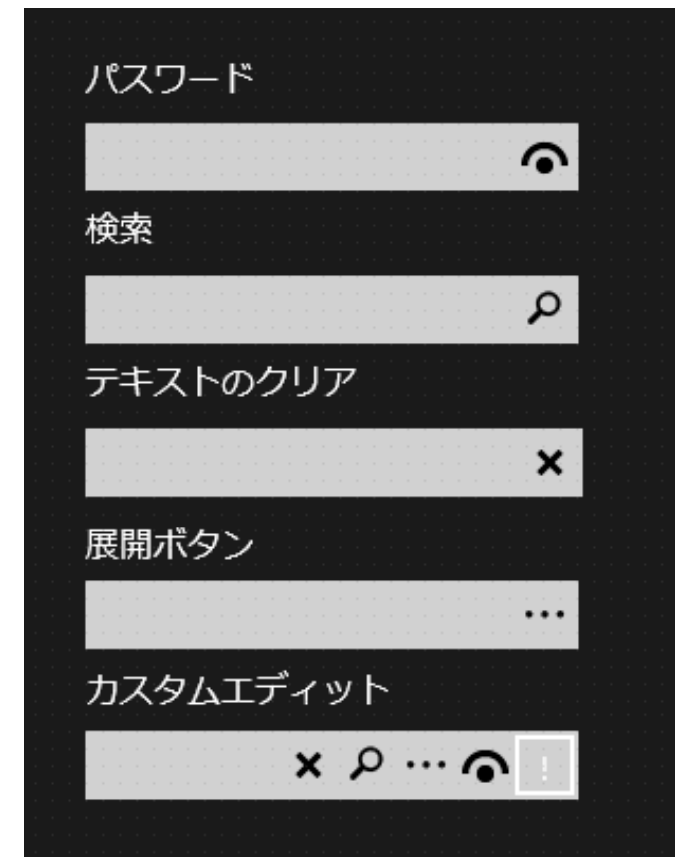 パスワード
検索
テキストのクリア
展開ボタン
...
カスタムエディット
... !